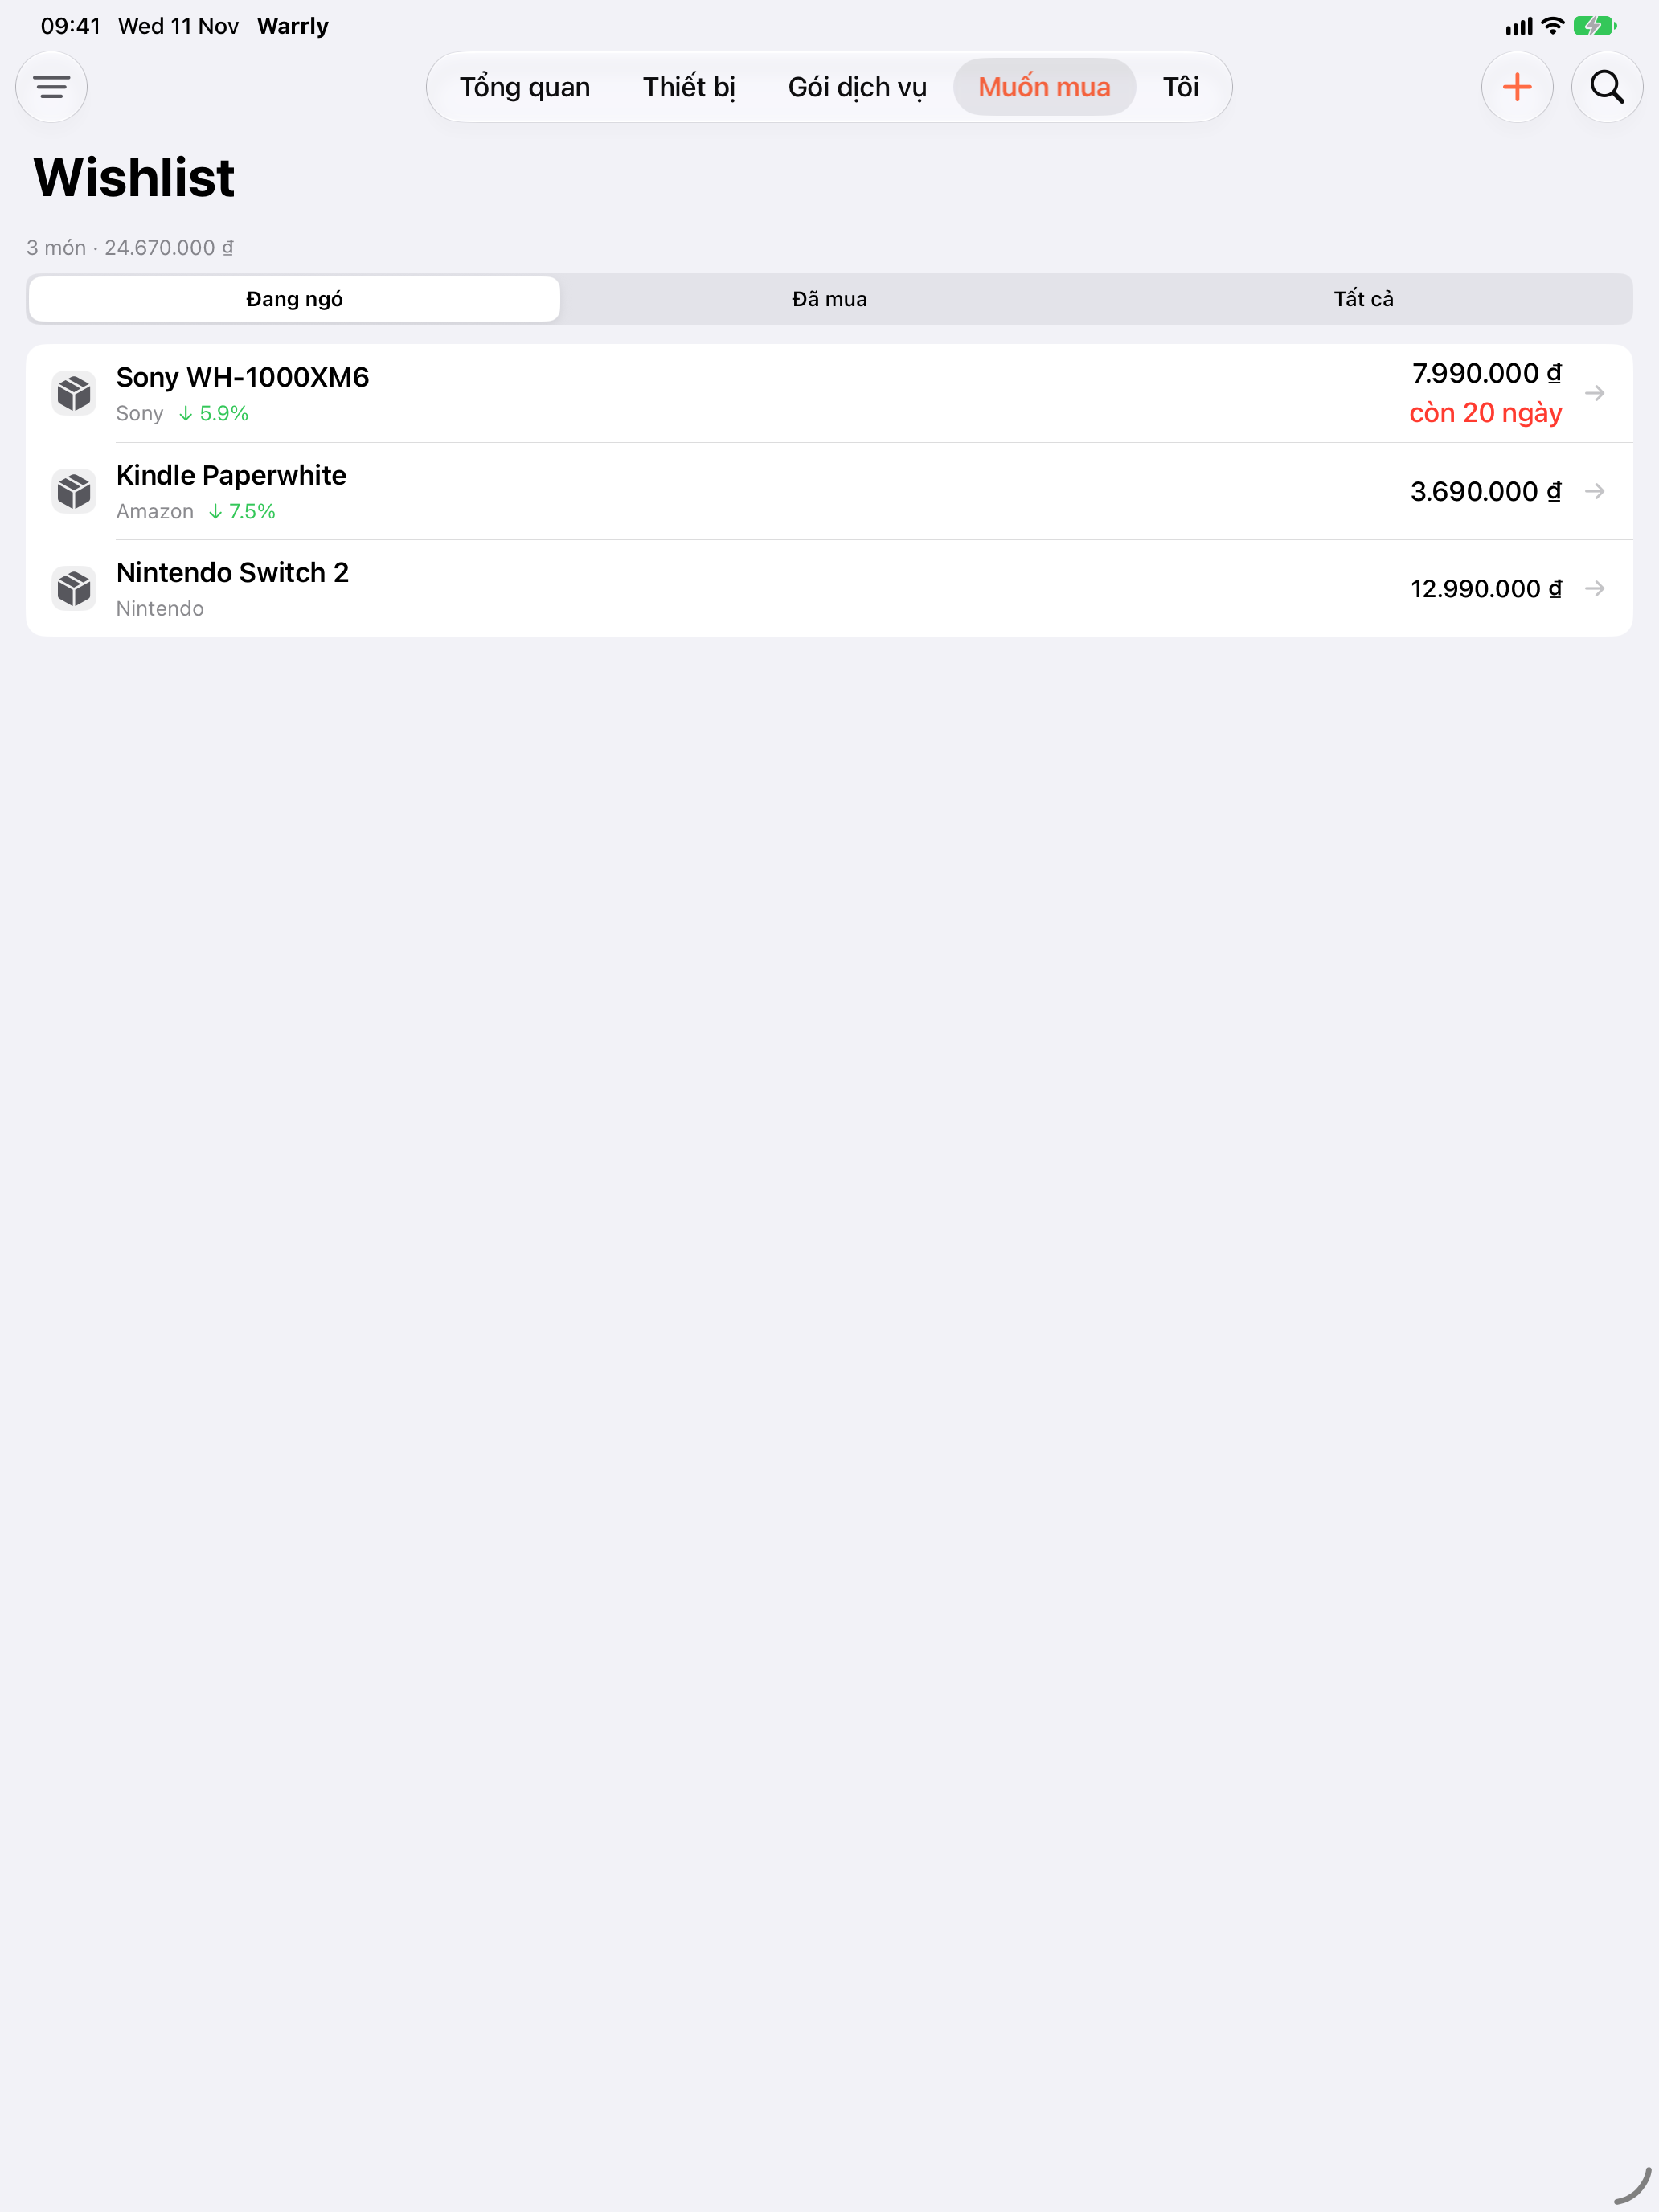 09:41 Wed 11 Nov Warrly
Tổng quan Thiết bị Gói dịch vụ Muốn mua Tôi
Wishlist
3 món · 24.670.000 ₫
Đang ngó Đã mua Tất cả
Sony WH-1000XM6
Sony ↓ 5.9%
7.990.000 ₫
còn 20 ngày
Kindle Paperwhite
Amazon ↓ 7.5%
3.690.000 ₫
Nintendo Switch 2
Nintendo
12.990.000 ₫